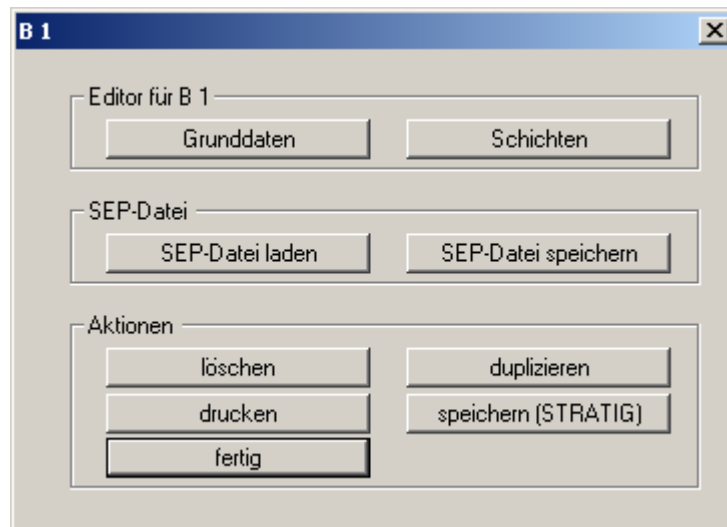 B 1
Editor für B 1
Grunddaten Schichten
SEP-Datei
SEP-Datei laden SEP-Datei speichern
Aktionen
löschen duplizieren
drucken speichern (STRATIG)
fertig